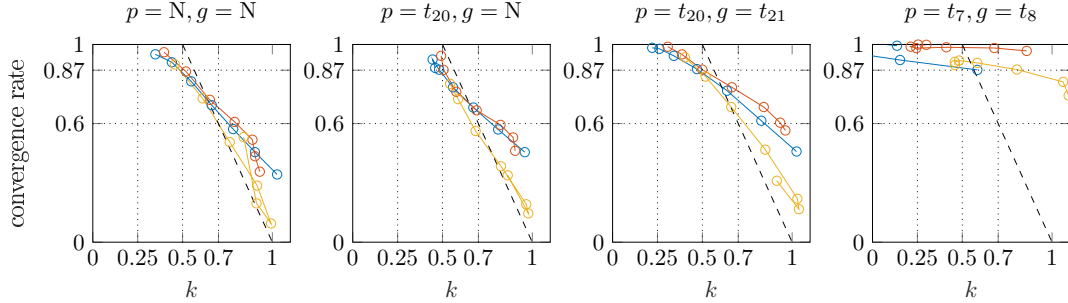 p = N, g = N
p = t₂₀, g = N
p = t₂₀, g = t₂₁
p = t₇, g = t₈
convergence rate
1
0.87
0.6
0
0 0.25 0.5 0.7 1
k
1
0.87
0.6
0
0 0.25 0.5 0.7 1
k
1
0.87
0.6
0
0 0.25 0.5 0.7 1
k
1
0.87
0.6
0
0 0.25 0.5 0.7 1
k